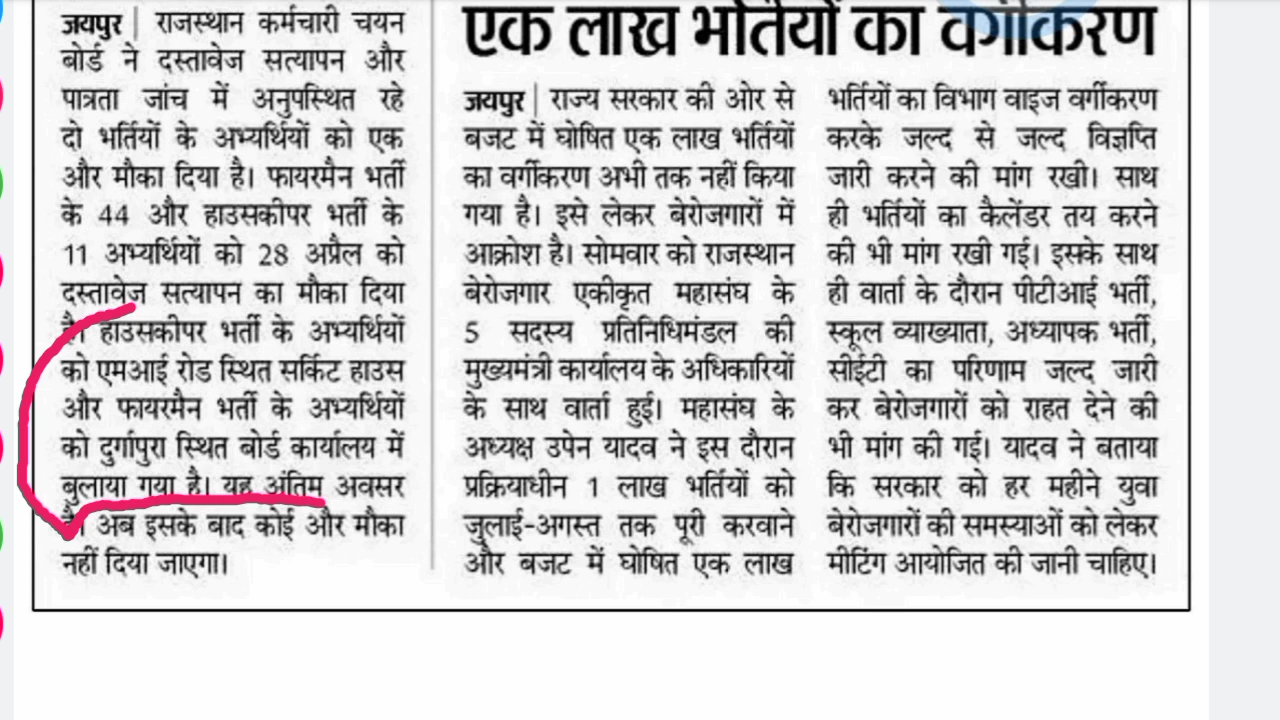 जयपुर | राजस्थान कर्मचारी चयन
बोर्ड ने दस्तावेज सत्यापन और
पात्रता जांच में अनुपस्थित रहे
दो भर्तियों के अभ्यर्थियों को एक
और मौका दिया है। फायरमैन भर्ती
के 44 और हाउसकीपर भर्ती के
11 अभ्यर्थियों को 28 अप्रैल को
दस्तावेज सत्यापन का मौका दिया
है। हाउसकीपर भर्ती के अभ्यर्थियों
को एमआई रोड स्थित सर्किट हाउस
और फायरमैन भर्ती के अभ्यर्थियों
को दुर्गापुरा स्थित बोर्ड कार्यालय में
बुलाया गया है। यह अंतिम अवसर
है। अब इसके बाद कोई और मौका
नहीं दिया जाएगा।
एक लाख भर्तियों का वर्गीकरण
जयपुर | राज्य सरकार की ओर से
बजट में घोषित एक लाख भर्तियों
का वर्गीकरण अभी तक नहीं किया
गया है। इसे लेकर बेरोजगारों में
आक्रोश है। सोमवार को राजस्थान
बेरोजगार एकीकृत महासंघ के
5 सदस्य प्रतिनिधिमंडल की
मुख्यमंत्री कार्यालय के अधिकारियों
के साथ वार्ता हुई। महासंघ के
अध्यक्ष उपेन यादव ने इस दौरान
प्रक्रियाधीन 1 लाख भर्तियों को
जुलाई-अगस्त तक पूरी करवाने
और बजट में घोषित एक लाख
भर्तियों का विभाग वाइज वर्गीकरण
करके जल्द से जल्द विज्ञप्ति
जारी करने की मांग रखी। साथ
ही भर्तियों का कैलेंडर तय करने
की भी मांग रखी गई। इसके साथ
ही वार्ता के दौरान पीटीआई भर्ती,
स्कूल व्याख्याता, अध्यापक भर्ती,
सीईटी का परिणाम जल्द जारी
कर बेरोजगारों को राहत देने की
भी मांग की गई। यादव ने बताया
कि सरकार को हर महीने युवा
बेरोजगारों की समस्याओं को लेकर
मीटिंग आयोजित की जानी चाहिए।